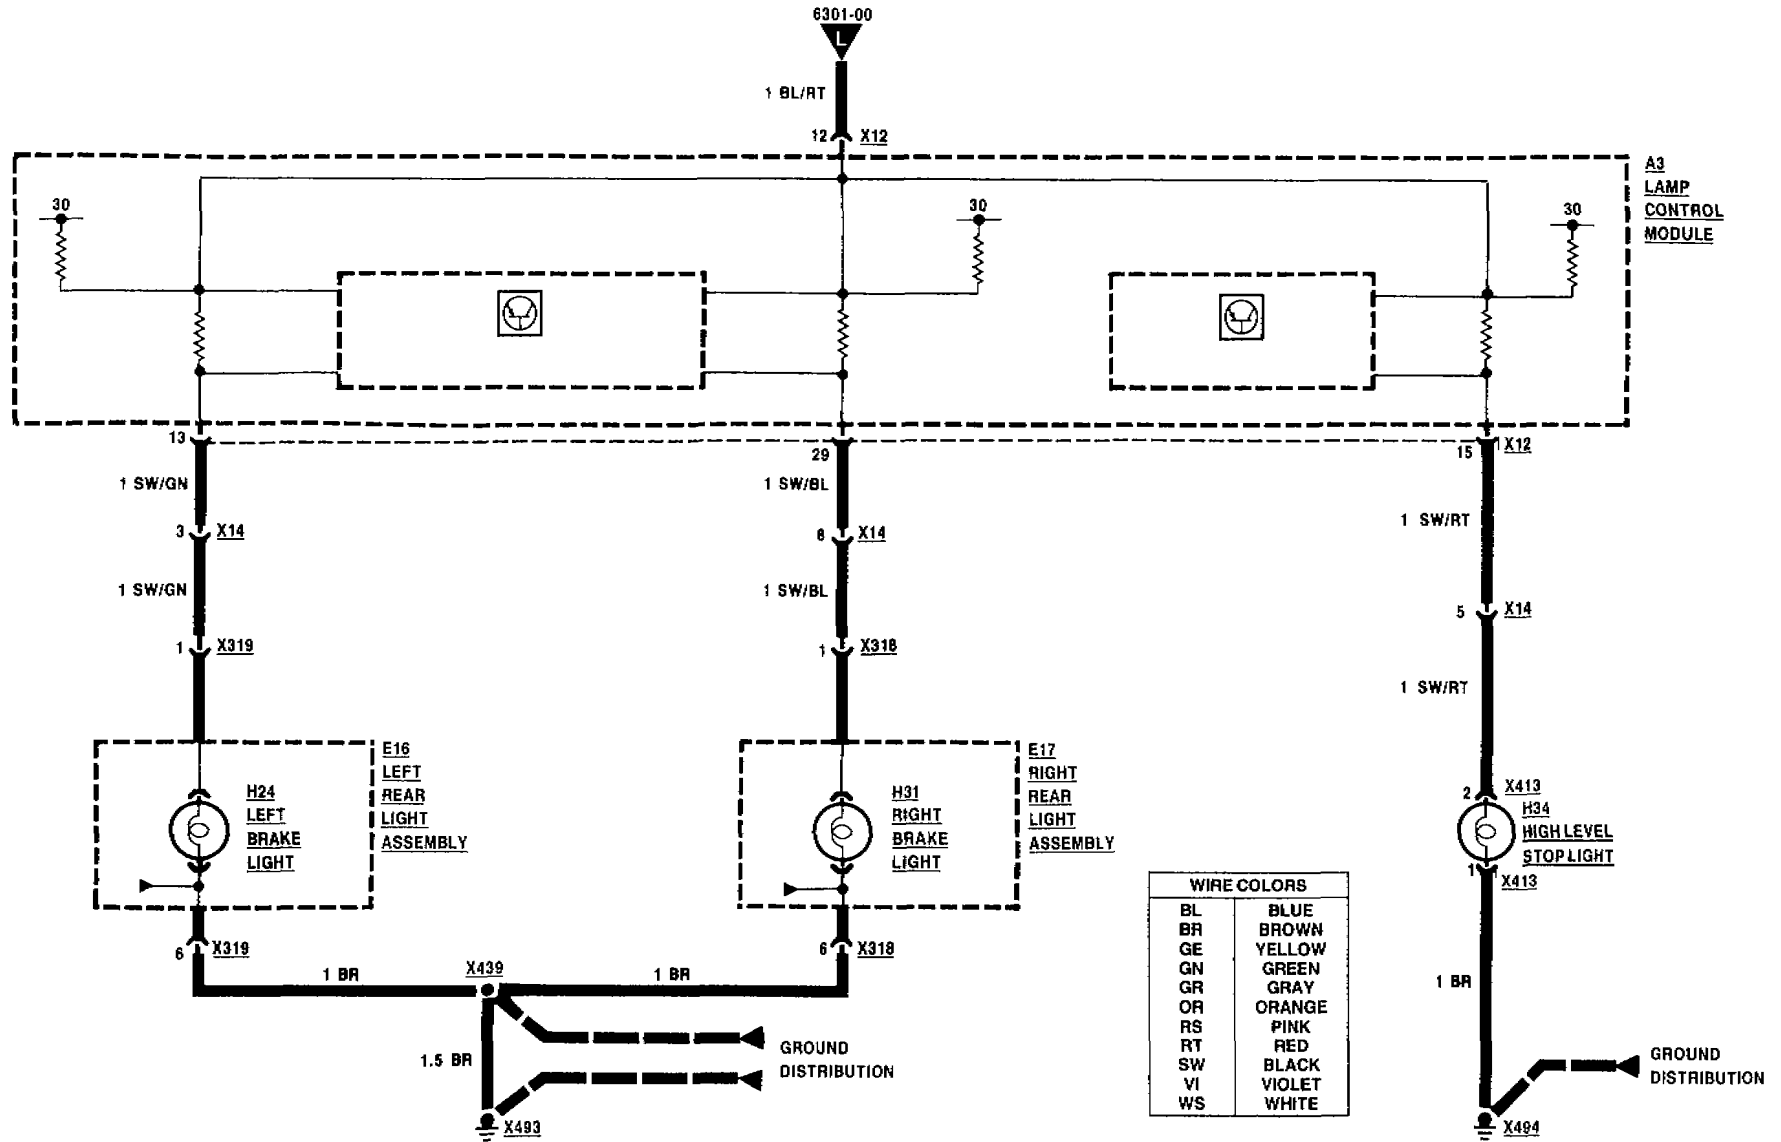 6301-00
L
1 BL/RT
12 X12
A3
LAMP
CONTROL
MODULE
30
30
30
13
29
15 X12
1 SW/GN
1 SW/BL
1 SW/RT
3 X14
8 X14
1 SW/GN
1 SW/BL
5 X14
1 X319
1 X318
1 SW/RT
E16
LEFT
REAR
LIGHT
ASSEMBLY
H24
LEFT
BRAKE
LIGHT
E17
RIGHT
REAR
LIGHT
ASSEMBLY
H31
RIGHT
BRAKE
LIGHT
2 X413
H34
HIGH LEVEL
STOP LIGHT
1 X413
6 X319
6 X318
1 BR
X439
1 BR
1 BR
1.5 BR
GROUND
DISTRIBUTION
X493
WIRE COLORS
BL BLUE
BR BROWN
GE YELLOW
GN GREEN
GR GRAY
OR ORANGE
RS PINK
RT RED
SW BLACK
VI VIOLET
WS WHITE
GROUND
DISTRIBUTION
X494